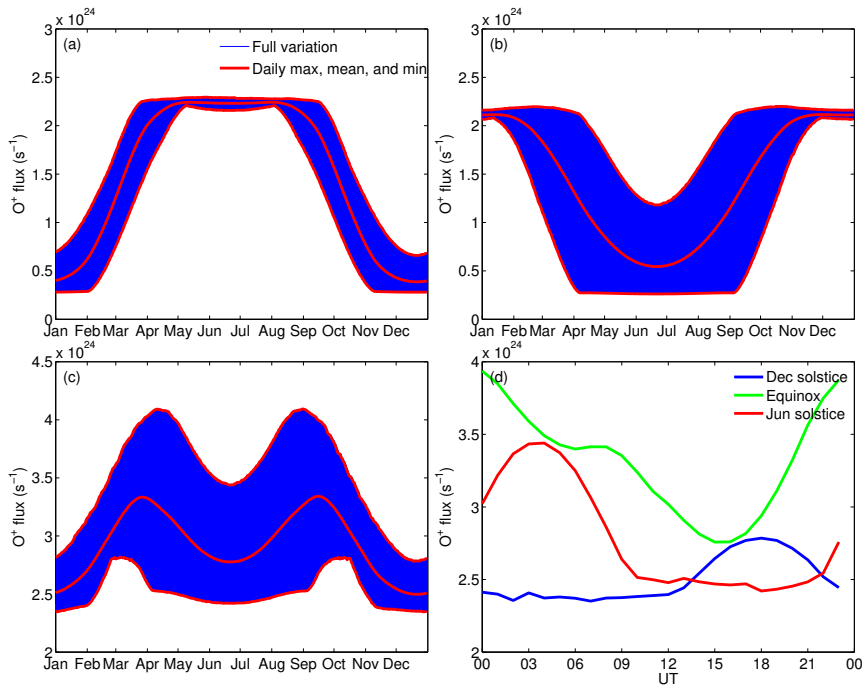 x 10^24
(a)
Full variation
Daily max, mean, and min
O+ flux (s−1)
3
2.5
2
1.5
1
0.5
0
Jan Feb Mar Apr May Jun Jul Aug Sep Oct Nov Dec
x 10^24
(b)
O+ flux (s−1)
3
2.5
2
1.5
1
0.5
0
Jan Feb Mar Apr May Jun Jul Aug Sep Oct Nov Dec
x 10^24
(c)
O+ flux (s−1)
4.5
4
3.5
3
2.5
2
Jan Feb Mar Apr May Jun Jul Aug Sep Oct Nov Dec
x 10^24
(d)
Dec solstice
Equinox
Jun solstice
O+ flux (s−1)
4
3.5
3
2.5
2
00 03 06 09 12 15 18 21 00
UT